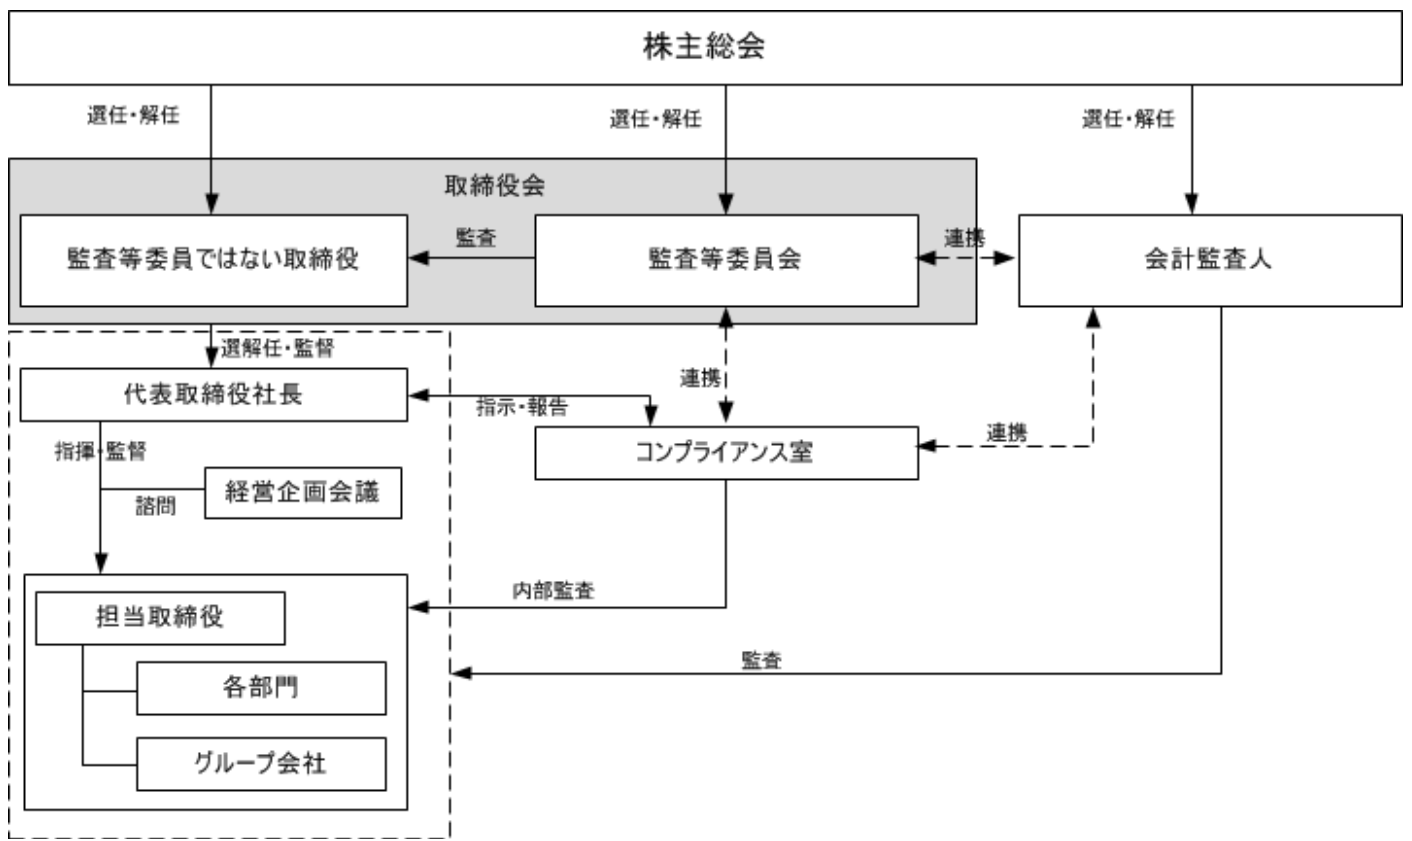 株主総会
選任・解任
選任・解任
選任・解任
取締役会
監査等委員ではない取締役
監査
監査等委員会
連携
会計監査人
選解任・監督
代表取締役社長
連携
指示・報告
指揮・監督
コンプライアンス室
連携
経営企画会議
諮問
内部監査
担当取締役
監査
各部門
グループ会社